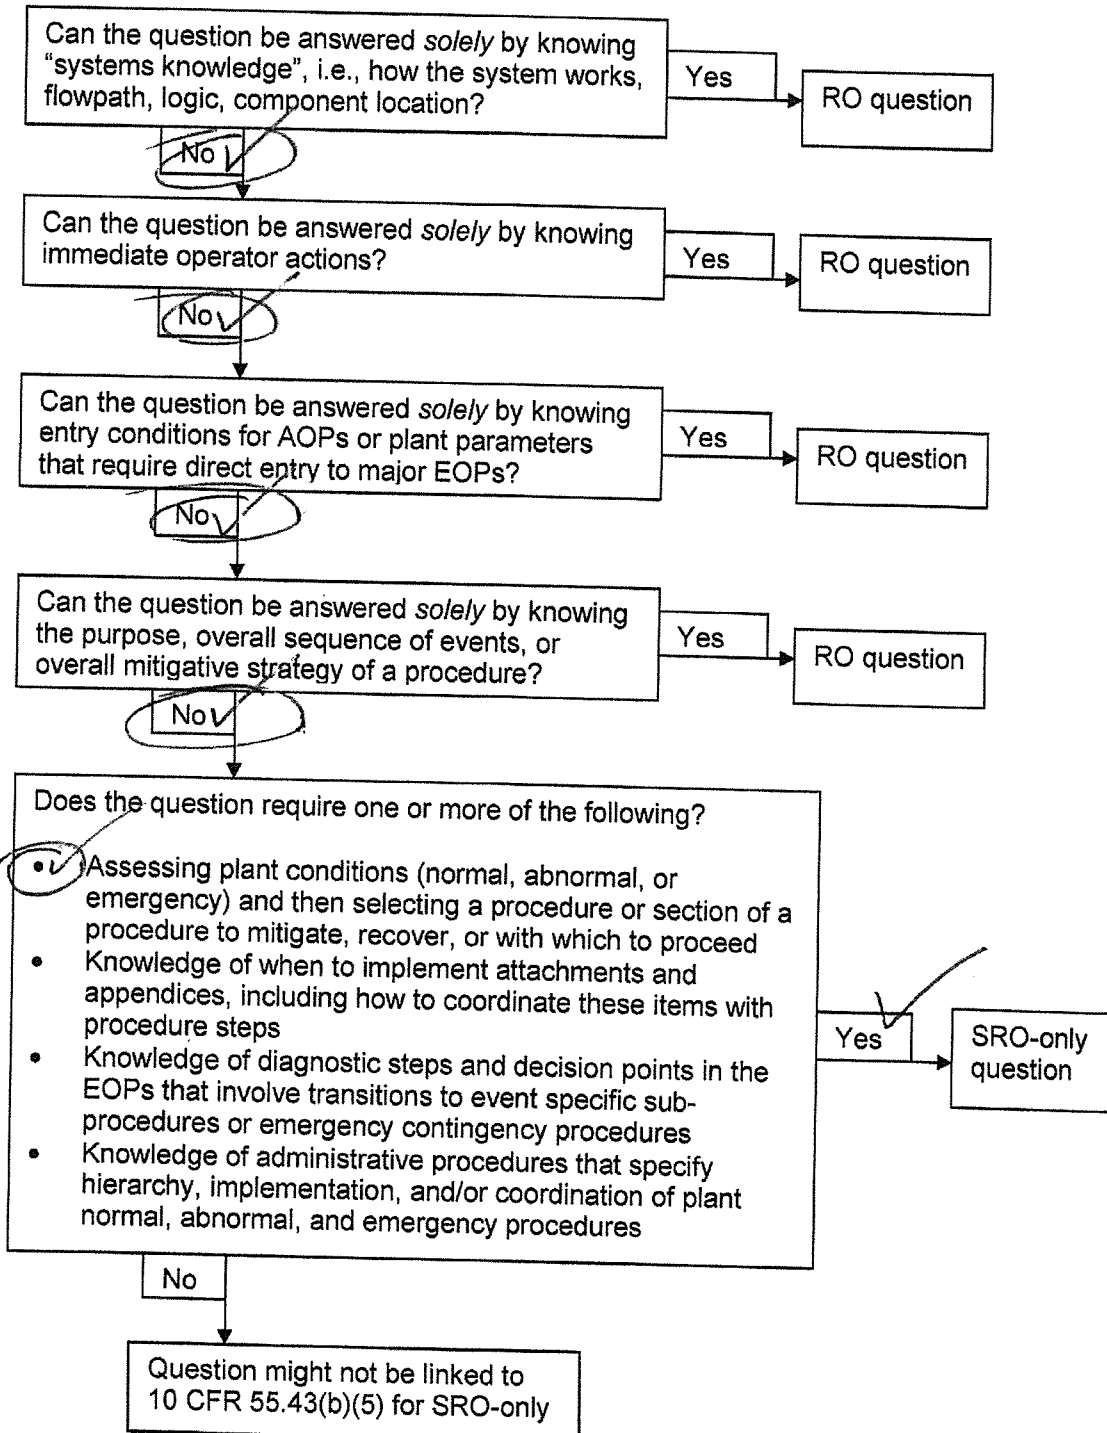 Can the question be answered solely by knowing
“systems knowledge”, i.e., how the system works,
flowpath, logic, component location?
Yes
RO question
No
Can the question be answered solely by knowing
immediate operator actions?
Yes
RO question
No
Can the question be answered solely by knowing
entry conditions for AOPs or plant parameters
that require direct entry to major EOPs?
Yes
RO question
No
Can the question be answered solely by knowing
the purpose, overall sequence of events, or
overall mitigative strategy of a procedure?
Yes
RO question
No
Does the question require one or more of the following?
• Assessing plant conditions (normal, abnormal, or
emergency) and then selecting a procedure or section of a
procedure to mitigate, recover, or with which to proceed
• Knowledge of when to implement attachments and
appendices, including how to coordinate these items with
procedure steps
• Knowledge of diagnostic steps and decision points in the
EOPs that involve transitions to event specific sub-
procedures or emergency contingency procedures
• Knowledge of administrative procedures that specify
hierarchy, implementation, and/or coordination of plant
normal, abnormal, and emergency procedures
Yes
SRO-only
question
No
Question might not be linked to
10 CFR 55.43(b)(5) for SRO-only